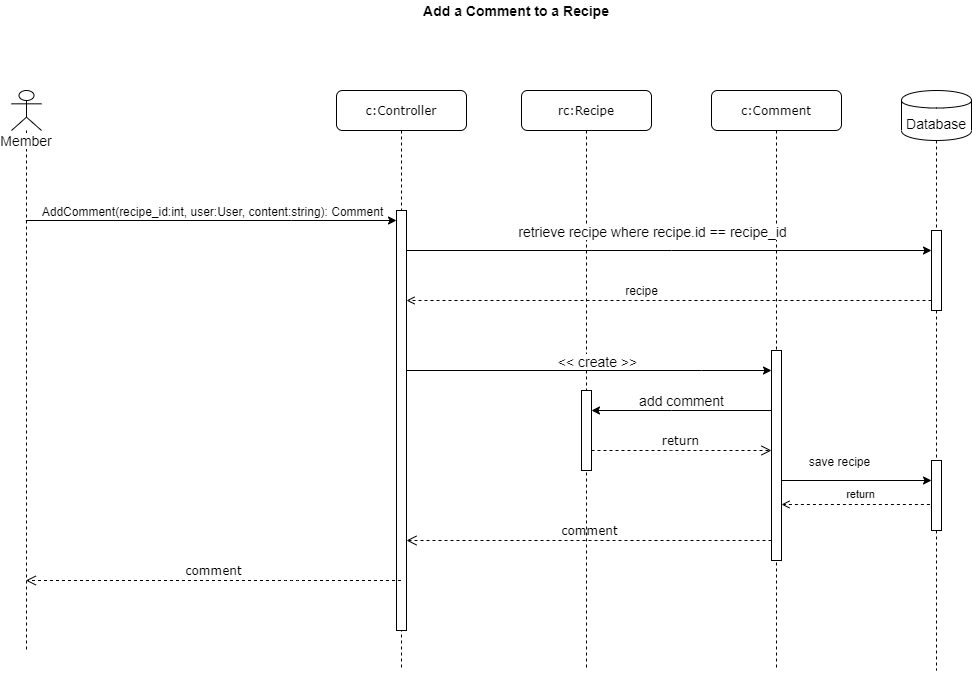 Add a Comment to a Recipe
Member
c:Controller
rc:Recipe
c:Comment
Database
AddComment(recipe_id:int, user:User, content:string): Comment
retrieve recipe where recipe.id == recipe_id
recipe
<< create >>
add comment
return
save recipe
return
comment
comment